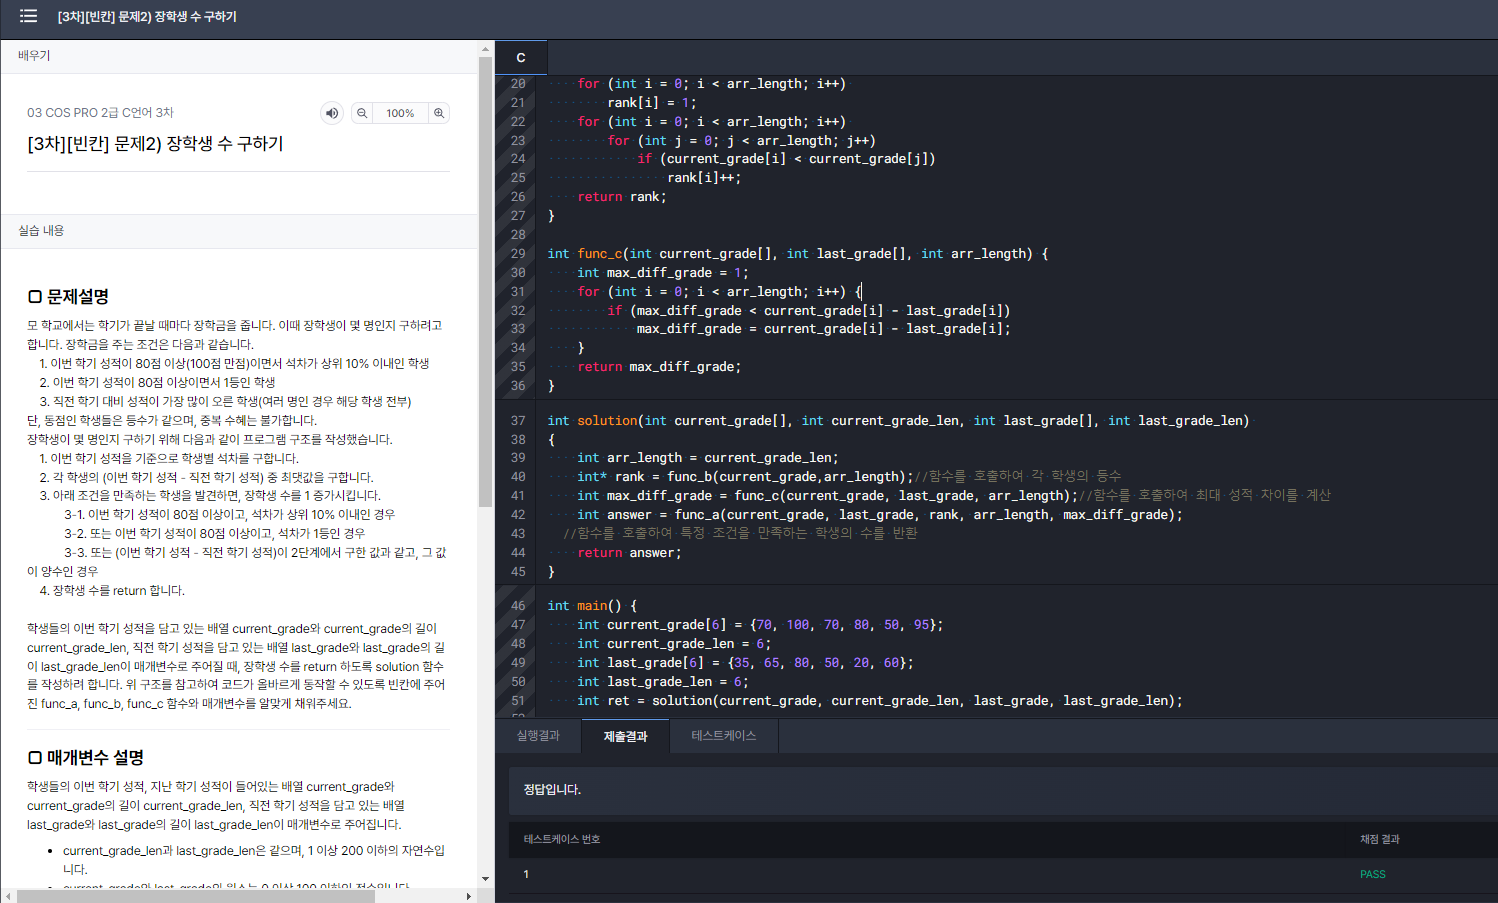 [3차][빈칸] 문제2) 장학생 수 구하기
배우기
03 COS PRO 2급 C언어 3차
100%
[3차][빈칸] 문제2) 장학생 수 구하기
실습 내용
문제설명
모 학교에서는 학기가 끝날 때마다 장학금을 줍니다. 이때 장학생이 몇 명인지 구하려고
합니다. 장학금을 주는 조건은 다음과 같습니다.
1. 이번 학기 성적이 80점 이상(100점 만점)이면서 석차가 상위 10% 이내인 학생
2. 이번 학기 성적이 80점 이상이면서 1등인 학생
3. 직전 학기 대비 성적이 가장 많이 오른 학생(여러 명인 경우 해당 학생 전부)
단, 동점인 학생들은 등수가 같으며, 중복 수혜는 불가합니다.
장학생이 몇 명인지 구하기 위해 다음과 같이 프로그램 구조를 작성했습니다.
1. 이번 학기 성적을 기준으로 학생별 석차를 구합니다.
2. 각 학생의 (이번 학기 성적 - 직전 학기 성적) 중 최댓값을 구합니다.
3. 아래 조건을 만족하는 학생을 발견하면, 장학생 수를 1 증가시킵니다.
3-1. 이번 학기 성적이 80점 이상이고, 석차가 상위 10% 이내인 경우
3-2. 또는 이번 학기 성적이 80점 이상이고, 석차가 1등인 경우
3-3. 또는 (이번 학기 성적 - 직전 학기 성적)이 2단계에서 구한 값과 같고, 그 값
이 양수인 경우
4. 장학생 수를 return 합니다.
학생들의 이번 학기 성적을 담고 있는 배열 current_grade와 current_grade의 길이
current_grade_len, 직전 학기 성적을 담고 있는 배열 last_grade와 last_grade의 길
이 last_grade_len이 매개변수로 주어질 때, 장학생 수를 return 하도록 solution 함수
를 작성하려 합니다. 위 구조를 참고하여 코드가 올바르게 동작할 수 있도록 빈칸에 주어
진 func_a, func_b, func_c 함수와 매개변수를 알맞게 채워주세요.
매개변수 설명
학생들의 이번 학기 성적, 지난 학기 성적이 들어있는 배열 current_grade와
current_grade의 길이 current_grade_len, 직전 학기 성적을 담고 있는 배열
last_grade와 last_grade의 길이 last_grade_len이 매개변수로 주어집니다.
• current_grade_len과 last_grade_len은 같으며, 1 이상 200 이하의 자연수입
니다.
• current_grade와 last_grade의 원소는 0 이상 100 이하인 정수입니다.
C
20 for (int i = 0; i < arr_length; i++)
21 rank[i] = 1;
22 for (int i = 0; i < arr_length; i++)
23 for (int j = 0; j < arr_length; j++)
24 if (current_grade[i] < current_grade[j])
25 rank[i]++;
26 return rank;
27 }
28
29 int func_c(int current_grade[], int last_grade[], int arr_length) {
30 int max_diff_grade = 1;
31 for (int i = 0; i < arr_length; i++) {
32 if (max_diff_grade < current_grade[i] - last_grade[i])
33 max_diff_grade = current_grade[i] - last_grade[i];
34 }
35 return max_diff_grade;
36 }
37 int solution(int current_grade[], int current_grade_len, int last_grade[], int last_grade_len)
38 {
39 int arr_length = current_grade_len;
40 int* rank = func_b(current_grade,arr_length);//함수를 호출하여 각 학생의 등수
41 int max_diff_grade = func_c(current_grade, last_grade, arr_length);//함수를 호출하여 최대 성적 차이를 계산
42 int answer = func_a(current_grade, last_grade, rank, arr_length, max_diff_grade);
43 //함수를 호출하여 특정 조건을 만족하는 학생의 수를 반환
44 return answer;
45 }
46 int main() {
47 int current_grade[6] = {70, 100, 70, 80, 50, 95};
48 int current_grade_len = 6;
49 int last_grade[6] = {35, 65, 80, 50, 20, 60};
50 int last_grade_len = 6;
51 int ret = solution(current_grade, current_grade_len, last_grade, last_grade_len);
52
실행결과 제출결과 테스트케이스
정답입니다.
테스트케이스 번호 채점 결과
1 PASS